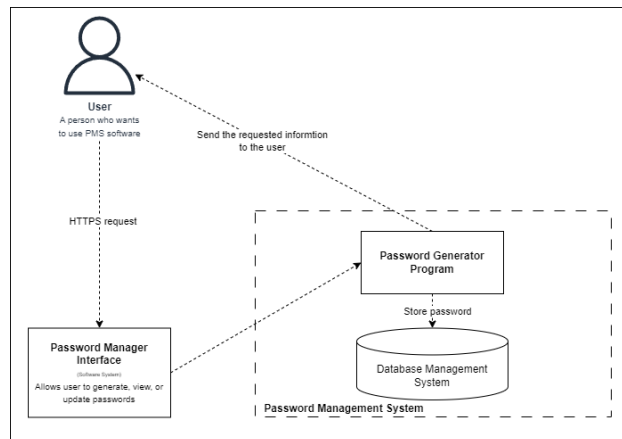 User
A person who wants
to use PMS software
Send the requested informtion
to the user
HTTPS request
Password Generator
Program
Store password
Password Manager
Interface
(Software System)
Allows user to generate, view, or
update passwords
Database Management
System
Password Management System